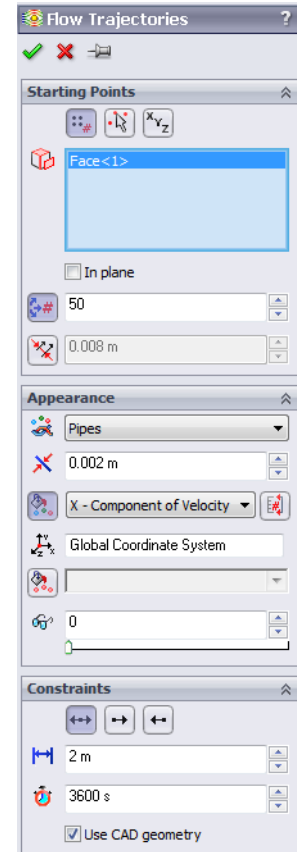 Flow Trajectories ?
Starting Points
#
X Y Z
Face<1>
In plane
# 50
0.008 m
Appearance
Pipes
0.002 m
X - Component of Velocity
Y Z X Global Coordinate System
0
Constraints
2 m
3600 s
Use CAD geometry